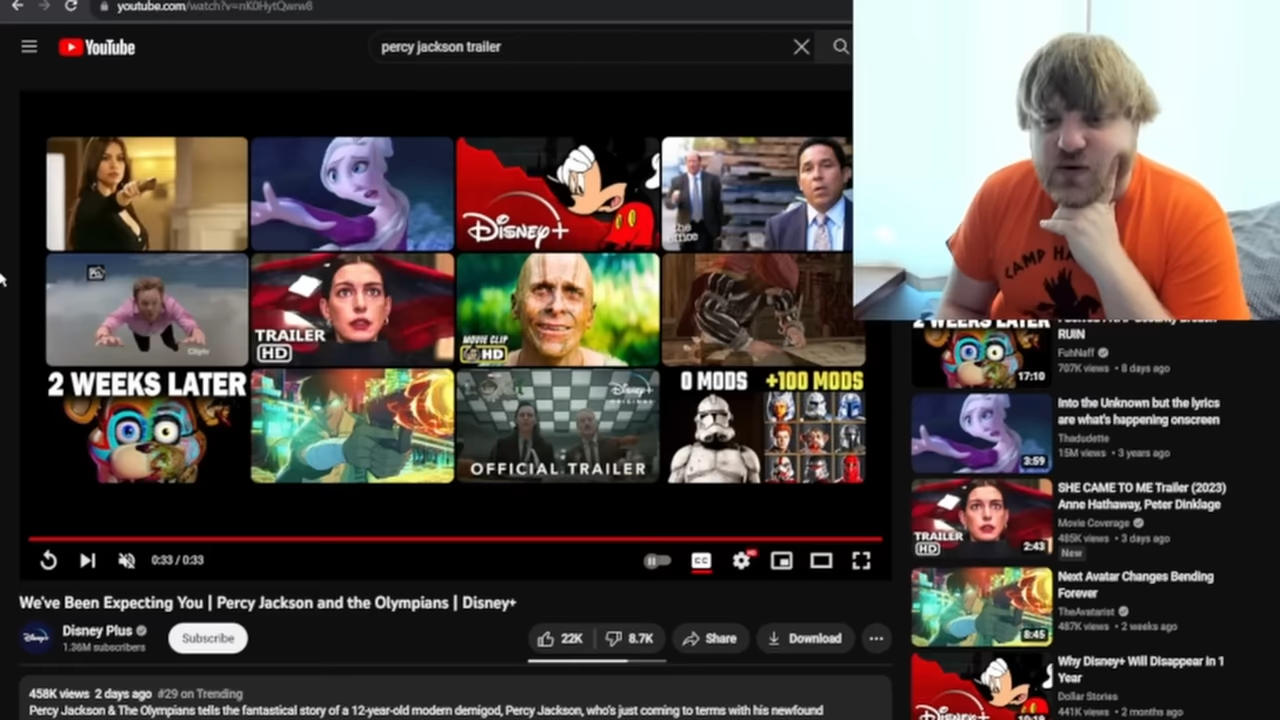 youtube.com/watch?v=nK0HytQwrw8
YouTube
percy jackson trailer
Disney+
The Office
TRAILER
HD
MOVIE CLIP
HD
2 WEEKS LATER
Disney+
OFFICIAL TRAILER
0 MODS +100 MODS
0:33 / 0:33
CC
We've Been Expecting You | Percy Jackson and the Olympians | Disney+
Disney+
Disney Plus
1.36M subscribers
Subscribe
22K
8.7K
Share
Download
458K views 2 days ago #29 on Trending
Percy Jackson & The Olympians tells the fantastical story of a 12-year-old modern demigod, Percy Jackson, who's just coming to terms with his newfound
CAMP HA
2 WEEKS LATER
17:10
RUIN
FuhNaff
707K views • 8 days ago
3:59
Into the Unknown but the lyrics
are what's happening onscreen
Thadudette
15M views • 3 years ago
TRAILER
HD
2:43
SHE CAME TO ME Trailer (2023)
Anne Hathaway, Peter Dinklage
Movie Coverage
485K views • 3 days ago
New
8:45
Next Avatar Changes Bending
Forever
TheAvatarist
487K views • 2 weeks ago
Disney+
Why Disney+ Will Disappear in 1
Year
Dollar Stories
441K views • 2 months ago